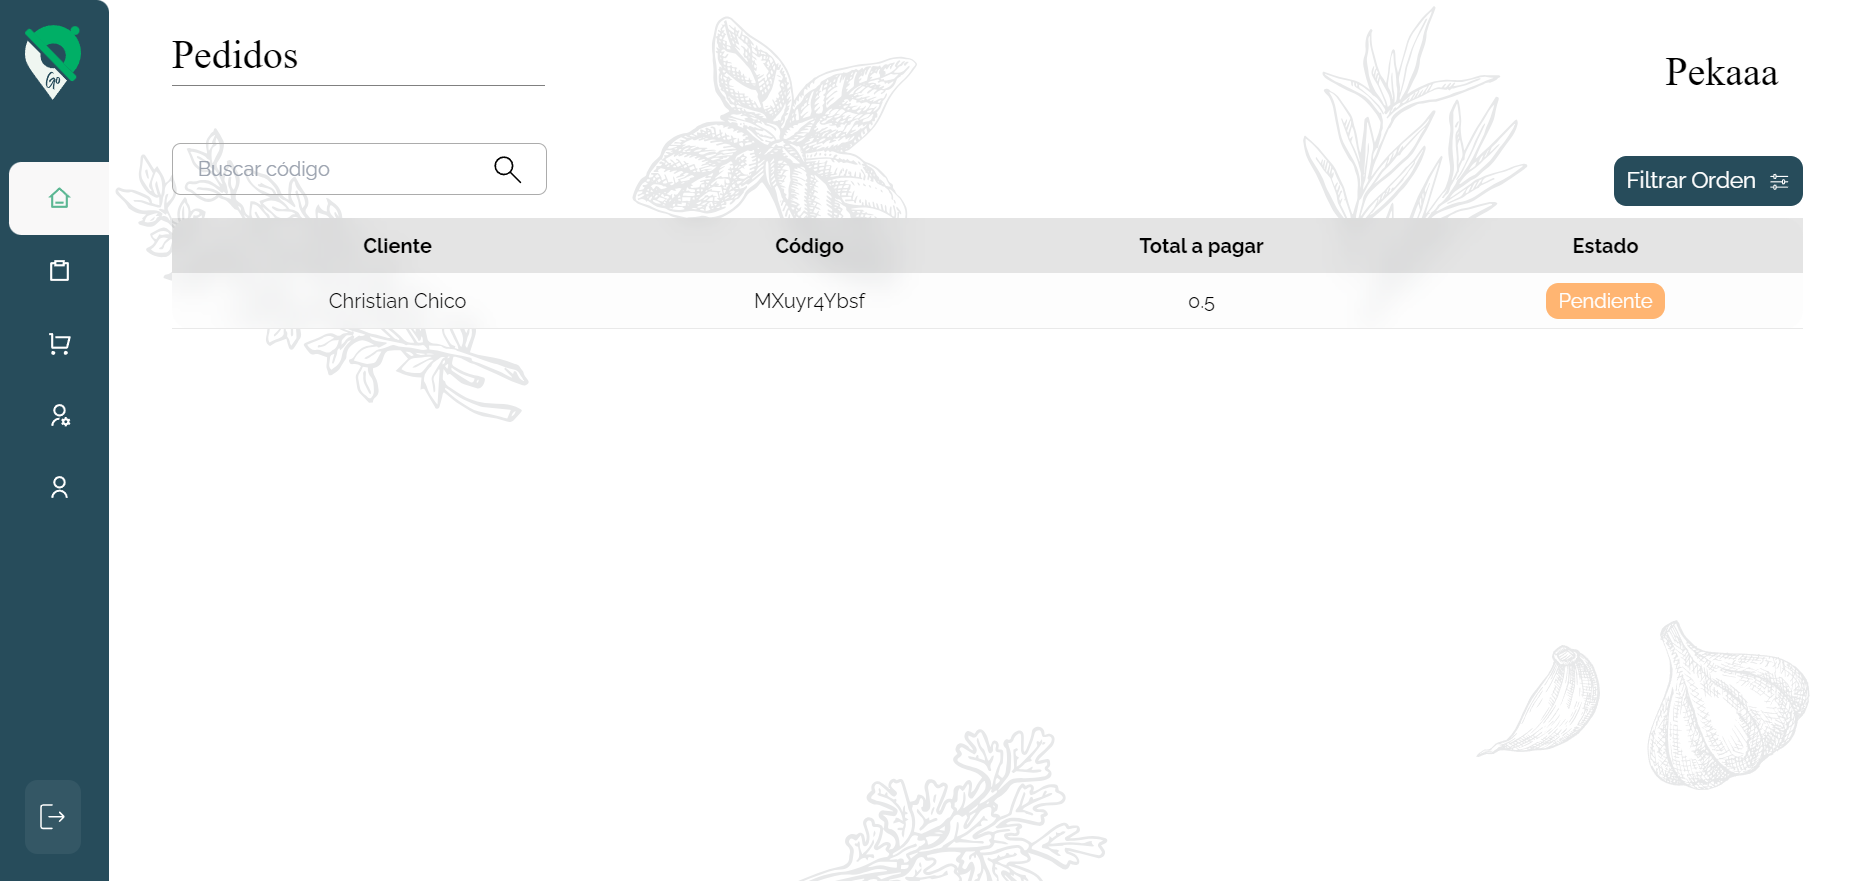 Go
Pedidos
Pekaaa
Buscar código
Filtrar Orden
Cliente Código Total a pagar Estado
Christian Chico MXuyr4Ybsf 0.5 Pendiente